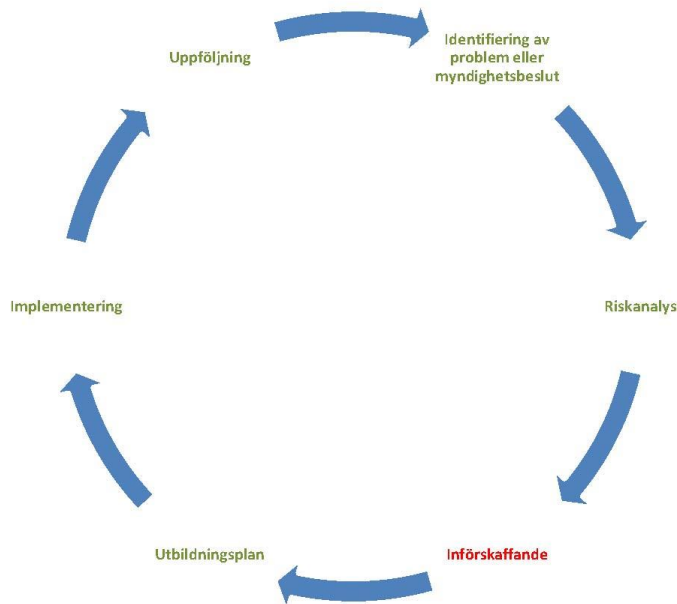 Uppföljning
Identifiering av
problem eller
myndighetsbeslut
Implementering
Riskanalys
Utbildningsplan
Införskaffande